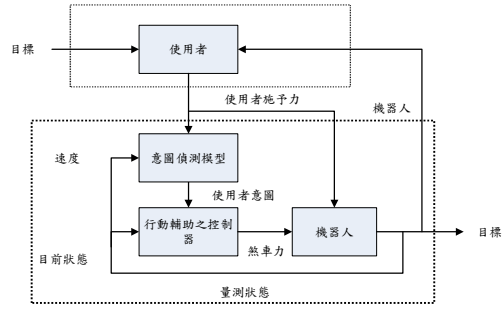 目標
使用者
使用者施予力
機器人
速度
意圖偵測模型
使用者意圖
行動輔助之控制
器
機器人
目標
煞車力
目前狀態
量測狀態